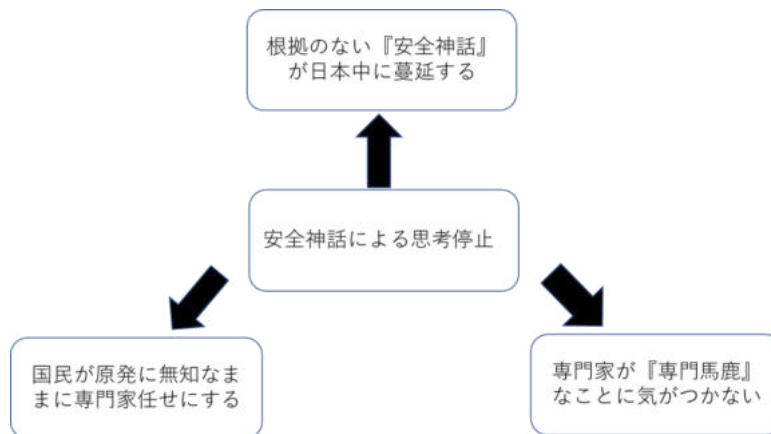 根拠のない『安全神話』
が日本中に蔓延する
安全神話による思考停止
国民が原発に無知なま
まに専門家任せにする
専門家が『専門馬鹿』
なことに気がつかない